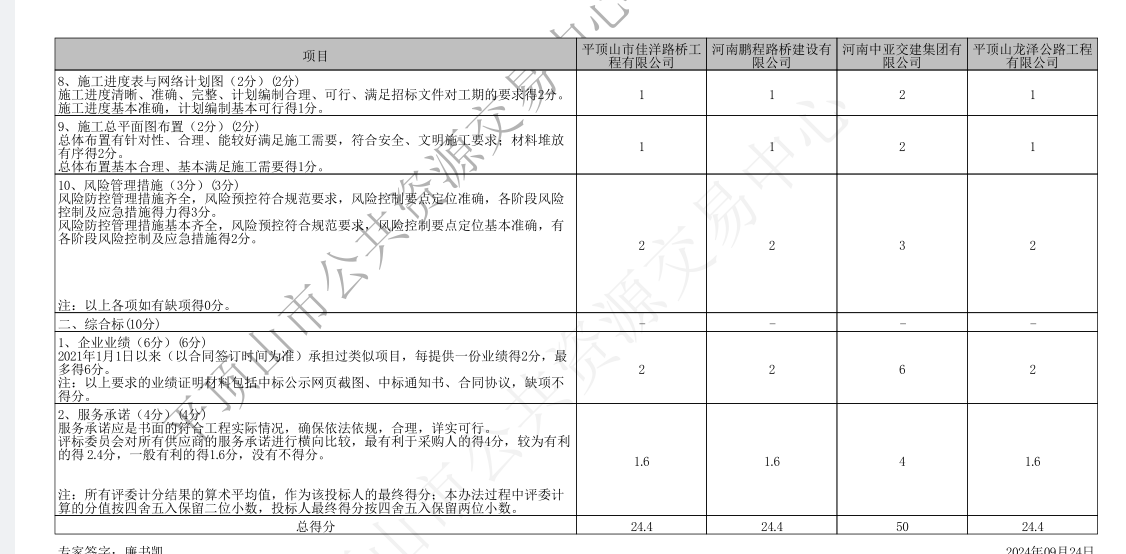 项目
平顶山市佳洋路桥工
程有限公司
河南鹏程路桥建设有
限公司
河南中亚交建集团有
限公司
平顶山龙泽公路工程
有限公司
8、施工进度表与网络计划图（2分）(2分)
施工进度清晰、准确、完整、计划编制合理、可行、满足招标文件对工期的要求得2分。
施工进度基本准确，计划编制基本可行得1分。
1
1
2
1
9、施工总平面图布置（2分）(2分)
总体布置有针对性、合理、能较好满足施工需要，符合安全、文明施工要求；材料堆放
有序得2分。
总体布置基本合理、基本满足施工需要得1分。
1
1
2
1
10、风险管理措施（3分）(3分)
风险防控管理措施齐全，风险预控符合规范要求，风险控制要点定位准确，各阶段风险
控制及应急措施得力得3分。
风险防控管理措施基本齐全，风险预控符合规范要求，风险控制要点定位基本准确，有
各阶段风险控制及应急措施得2分。
注：以上各项如有缺项得0分。
2
2
3
2
二、综合标(10分)
–
–
–
–
1、企业业绩（6分）(6分)
2021年1月1日以来（以合同签订时间为准）承担过类似项目，每提供一份业绩得2分，最
多得6分。
注：以上要求的业绩证明材料包括中标公示网页截图、中标通知书、合同协议，缺项不
得分。
2
2
6
2
2、服务承诺（4分）(4分)
服务承诺应是书面的符合工程实际情况，确保依法依规，合理，详实可行。
评标委员会对所有供应商的服务承诺进行横向比较，最有利于采购人的得4分，较为有利
的得 2.4分，一般有利的得1.6分，没有不得分。
注：所有评委计分结果的算术平均值，作为该投标人的最终得分；本办法过程中评委计
算的分值按四舍五入保留二位小数，投标人最终得分按四舍五入保留两位小数。
1.6
1.6
4
1.6
总得分
24.4
24.4
50
24.4
专家签字：廉书凯
2024年09月24日
平顶山市公共资源交易中心
山市公共资源交易中心